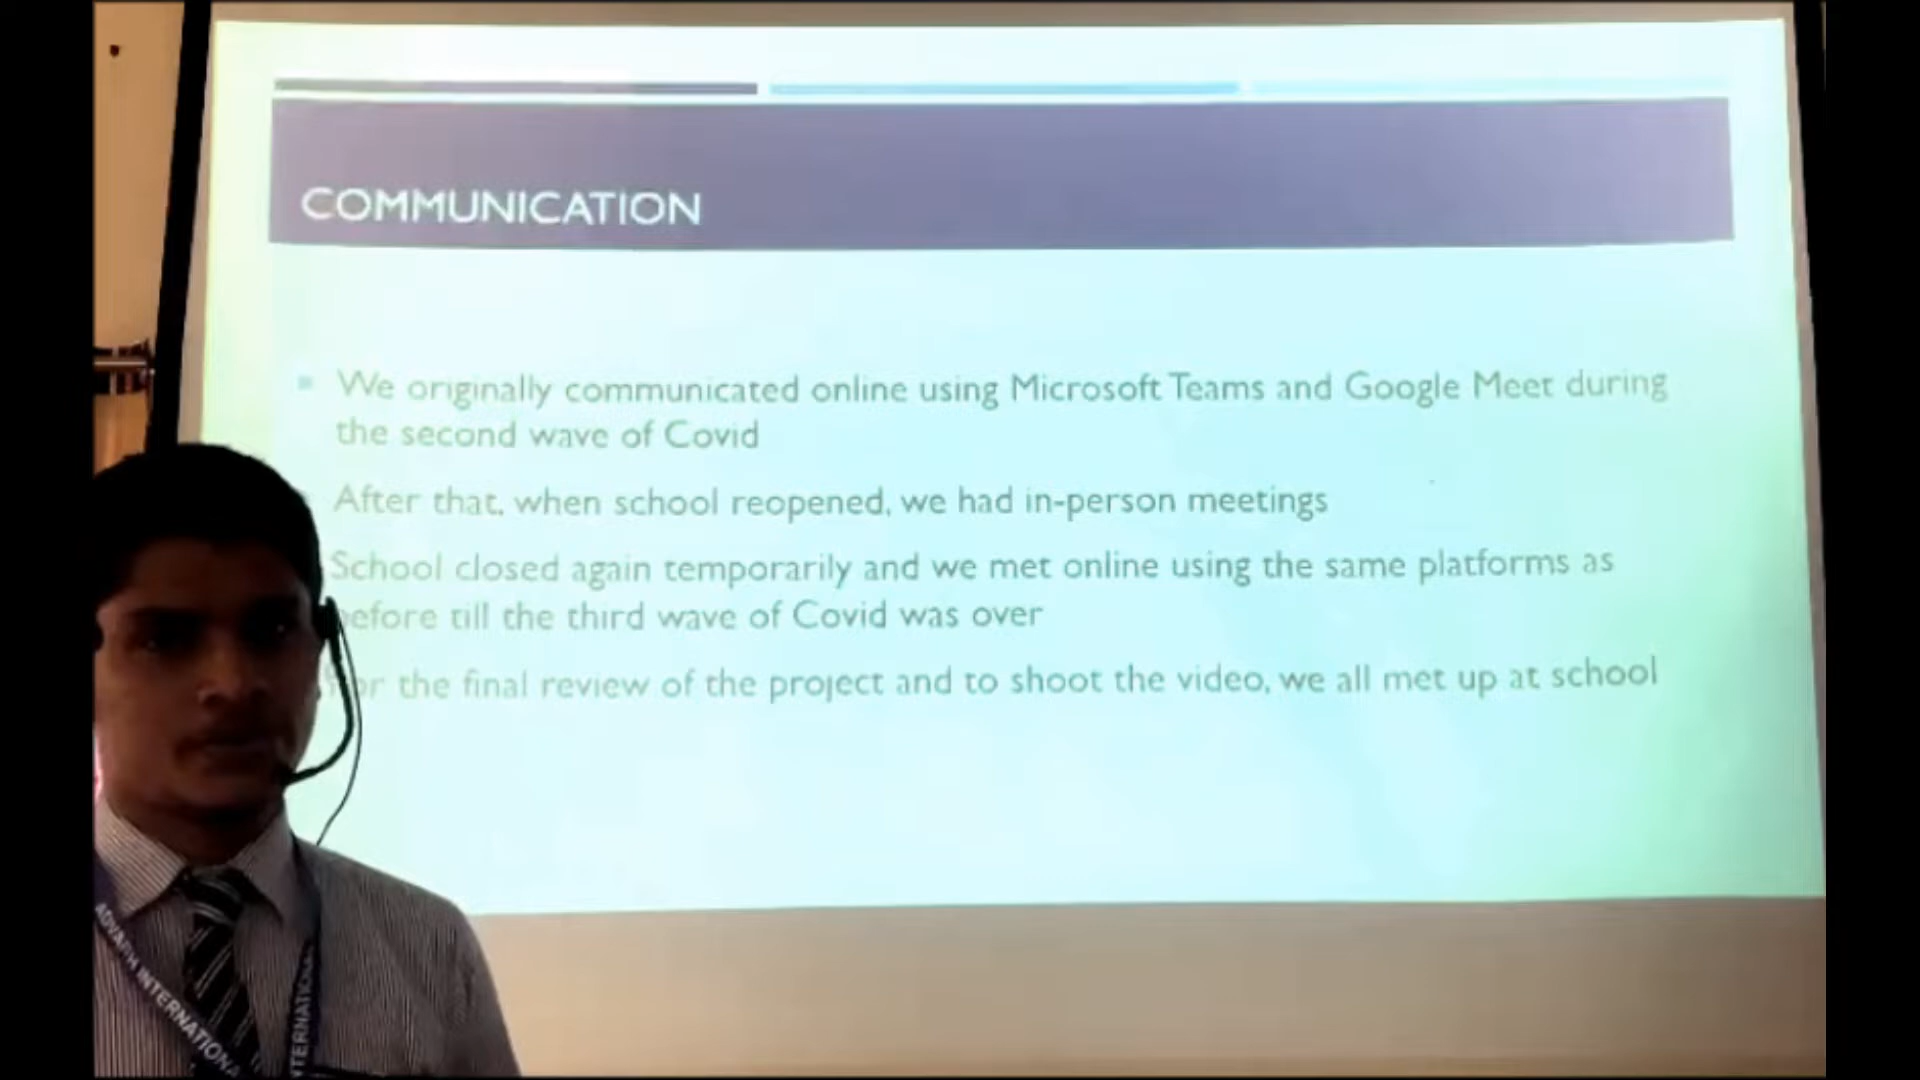 COMMUNICATION
We originally communicated online using Microsoft Teams and Google Meet during
the second wave of Covid
After that, when school reopened, we had in-person meetings
School closed again temporarily and we met online using the same platforms as
before till the third wave of Covid was over
For the final review of the project and to shoot the video, we all met up at school
INTERNATIONAL
INTERNATIONAL